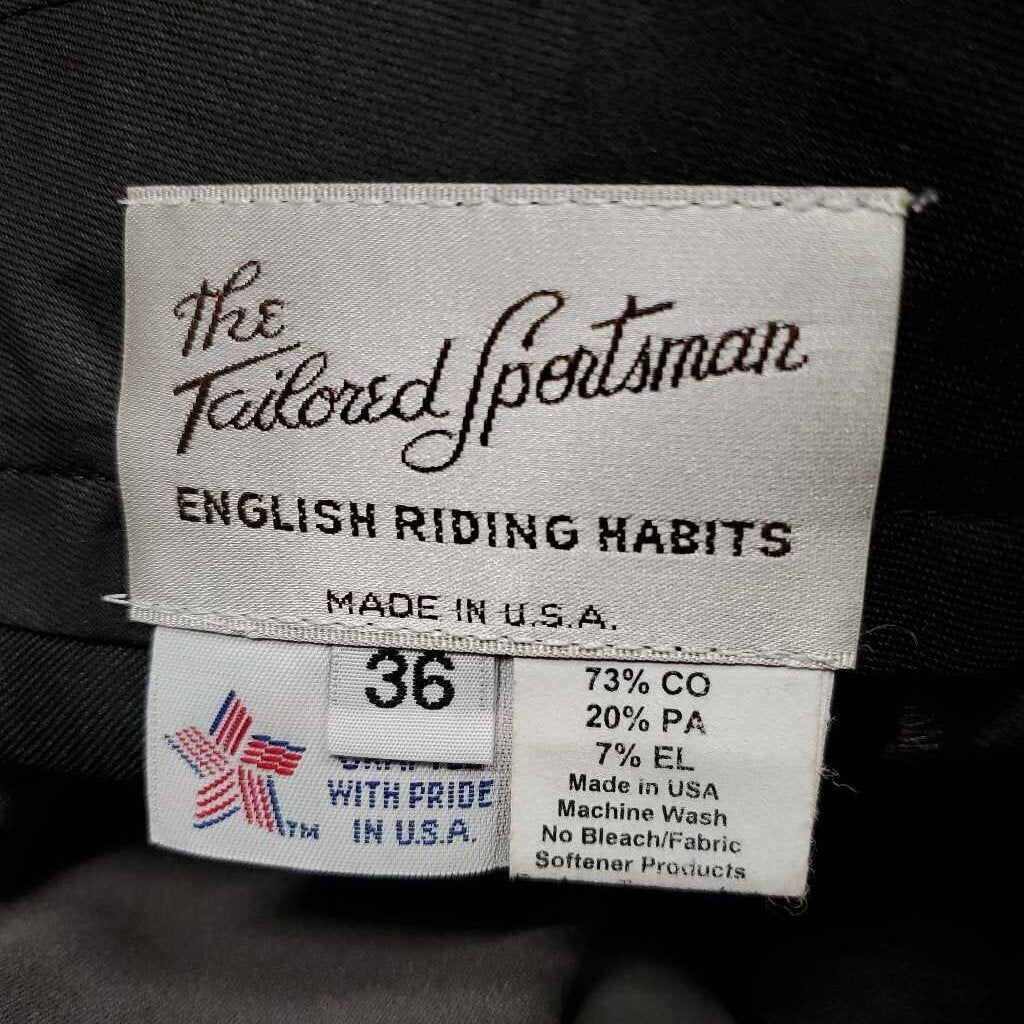 The
Tailored Sportsman
ENGLISH RIDING HABITS
MADE IN U.S.A.
36
WITH PRIDE
IN U.S.A.
TM
73% CO
20% PA
7% EL
Made in USA
Machine Wash
No Bleach/Fabric
Softener Products